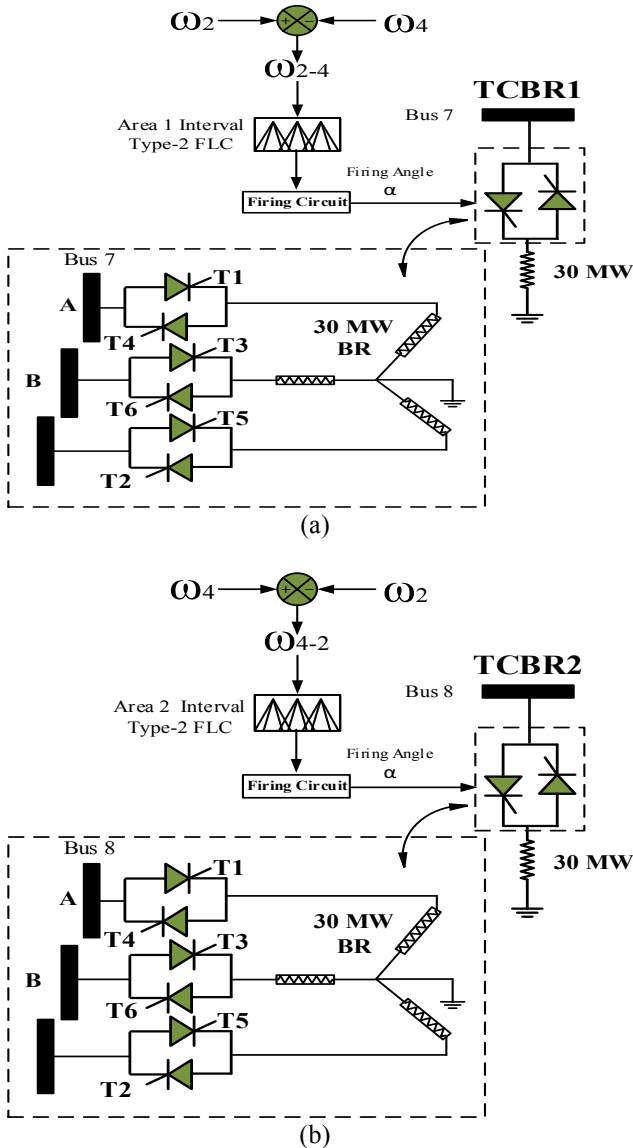 ω2
+ −
ω4
ω2-4
TCBR1
Bus 7
Area 1 Interval
Type-2 FLC
Firing Angle
α
Firing Circuit
30 MW
Bus 7
A
T1
T4
30 MW
BR
T3
B
T6
T5
T2
(a)
ω4
+ −
ω2
ω4-2
TCBR2
Bus 8
Area 2 Interval
Type-2 FLC
Firing Angle
α
Firing Circuit
30 MW
Bus 8
A
T1
T4
30 MW
BR
T3
B
T6
T5
T2
(b)